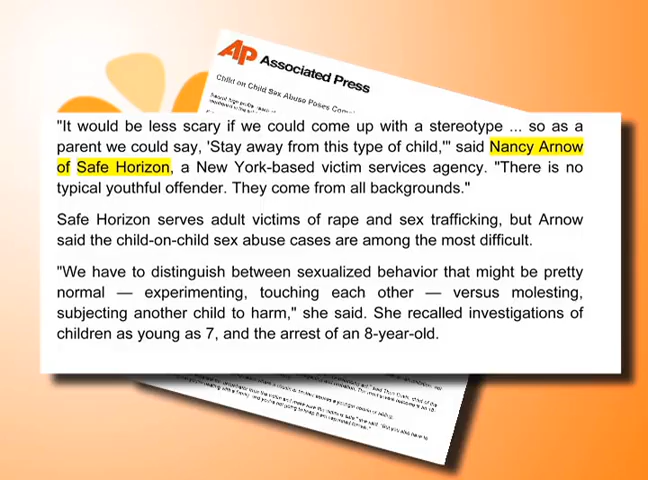 AP Associated Press
Child on Child Sex Abuse Poses
"It would be less scary if we could come up with a stereotype ... so as a
parent we could say, 'Stay away from this type of child,'" said Nancy Arnow
of Safe Horizon, a New York-based victim services agency. "There is no
typical youthful offender. They come from all backgrounds."
Safe Horizon serves adult victims of rape and sex trafficking, but Arnow
said the child-on-child sex abuse cases are among the most difficult.
"We have to distinguish between sexualized behavior that might be pretty
normal — experimenting, touching each other — versus molesting,
subjecting another child to harm," she said. She recalled investigations of
children as young as 7, and the arrest of an 8-year-old.